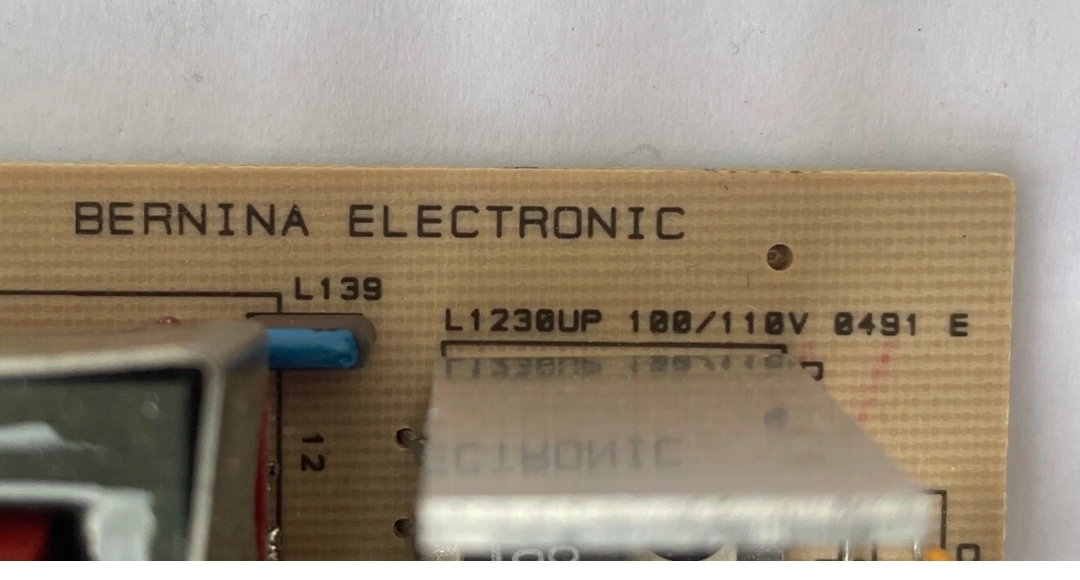 BERNINA ELECTRONIC
L139
L1230UP 100/110V 0491 E
12